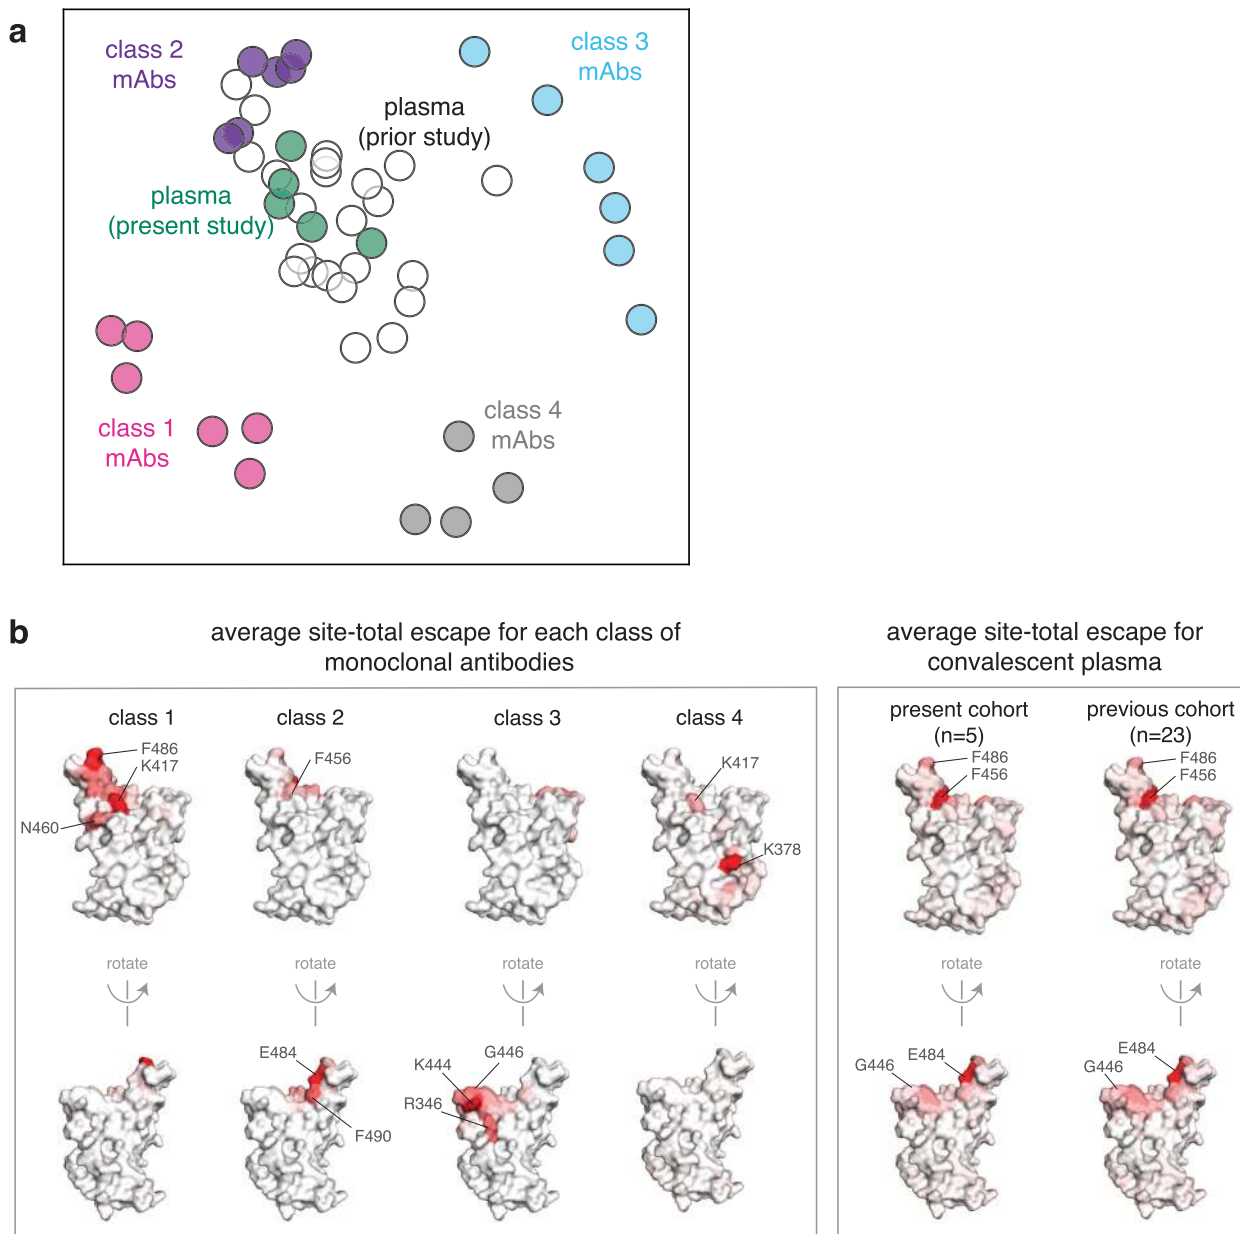 a
class 2
mAbs
class 3
mAbs
plasma
(prior study)
plasma
(present study)
class 1
mAbs
class 4
mAbs
b
average site-total escape for each class of
monoclonal antibodies
average site-total escape for
convalescent plasma
class 1
class 2
class 3
class 4
present cohort
(n=5)
previous cohort
(n=23)
F486
K417
N460
F456
K417
K378
F486
F456
F486
F456
rotate
rotate
rotate
rotate
rotate
rotate
E484
F490
K444
G446
R346
G446
E484
G446
E484